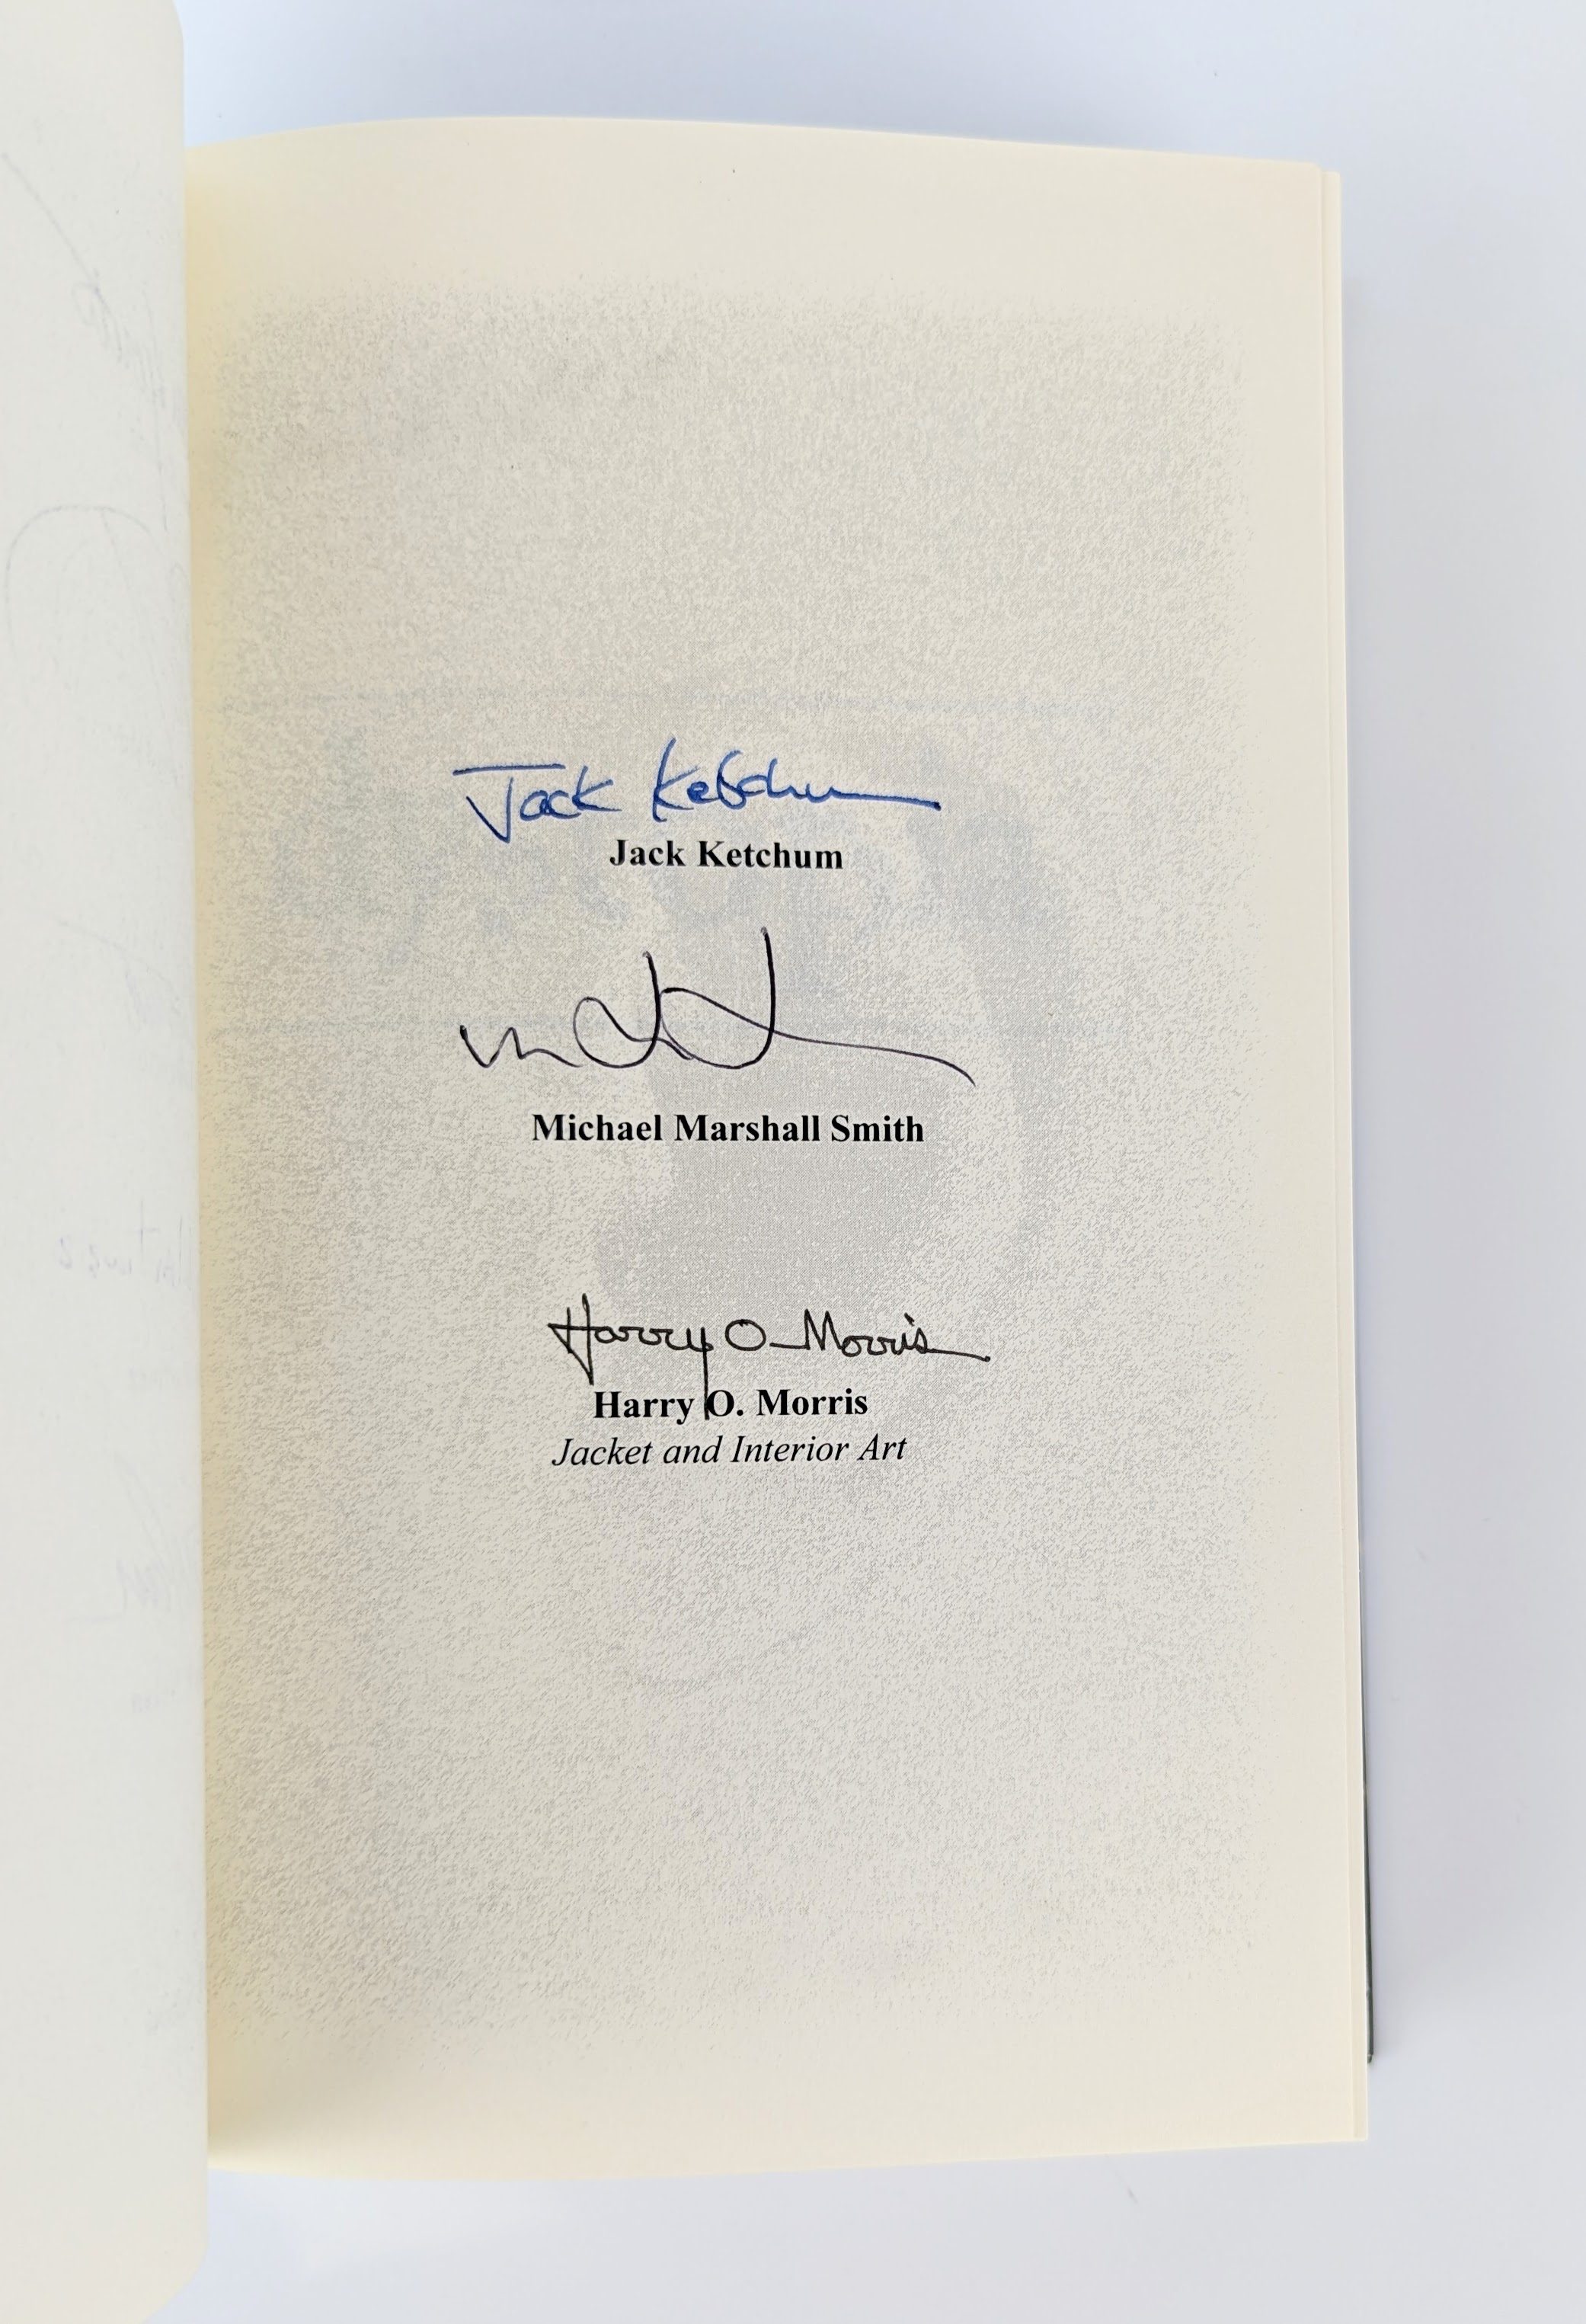 Jack Ketchum
Jack Ketchum
Michael Marshall Smith
Harry O Morris
Harry O. Morris
Jacket and Interior Art